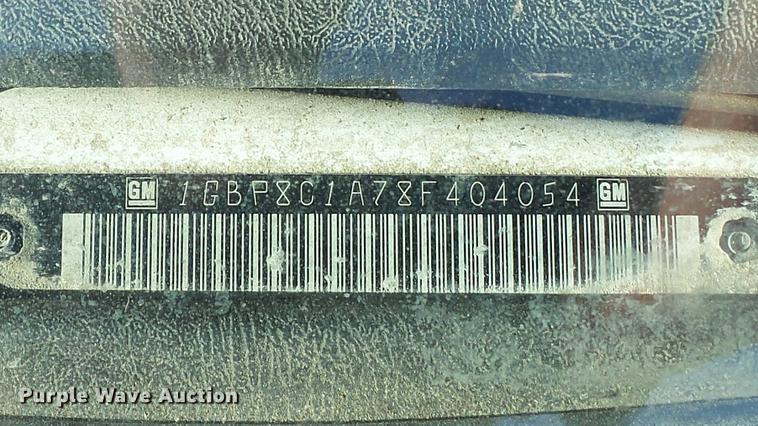 GM 1GBP8C1A78F404054 GM
Purple Wave Auction